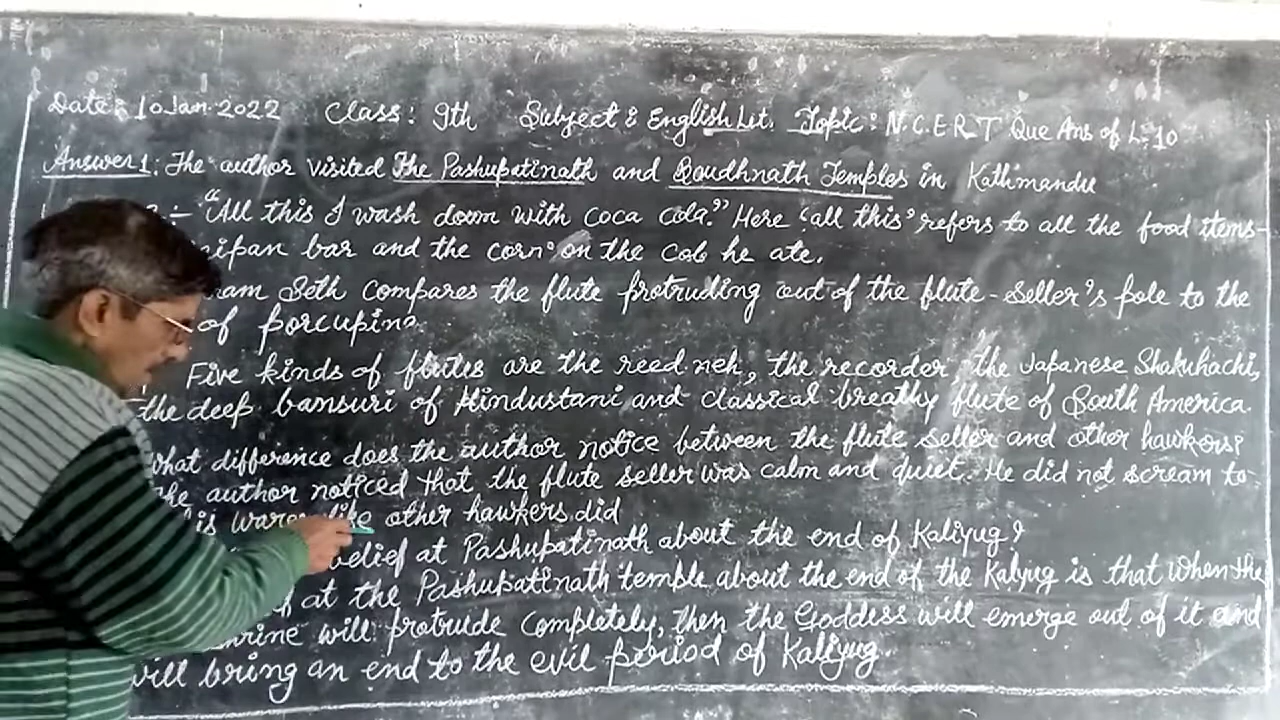 Date: 10 Jan. 2022 Class: 9th Subject: English Lit. Topic: N.C.E.R.T Que Ans of L:10
Answer 1: The author visited The Pashupatinath and Boudhnath Temples in Kathmandu
:- "All this I wash down with coca cola." Here 'all this' refers to all the food items-
ipan bar and the corn on the cob he ate.
ram Seth compares the flute protruding out of the flute-seller's pole to the
of porcupine.
Five kinds of flutes are the reed neh, the recorder, the Japanese Shakuhachi,
the deep bansuri of Hindustani and classical breathy flute of South America.
What difference does the author notice between the flute seller and other hawkers?
The author noticed that the flute seller was calm and quiet. He did not scream to-
his wares like other hawkers did
belief at Pashupatinath about the end of Kaliyug?
at the Pashupatinath temple about the end of the Kalyug is that when the
shrine will protrude completely, then the Goddess will emerge out of it and
will bring an end to the evil period of Kaliyug.